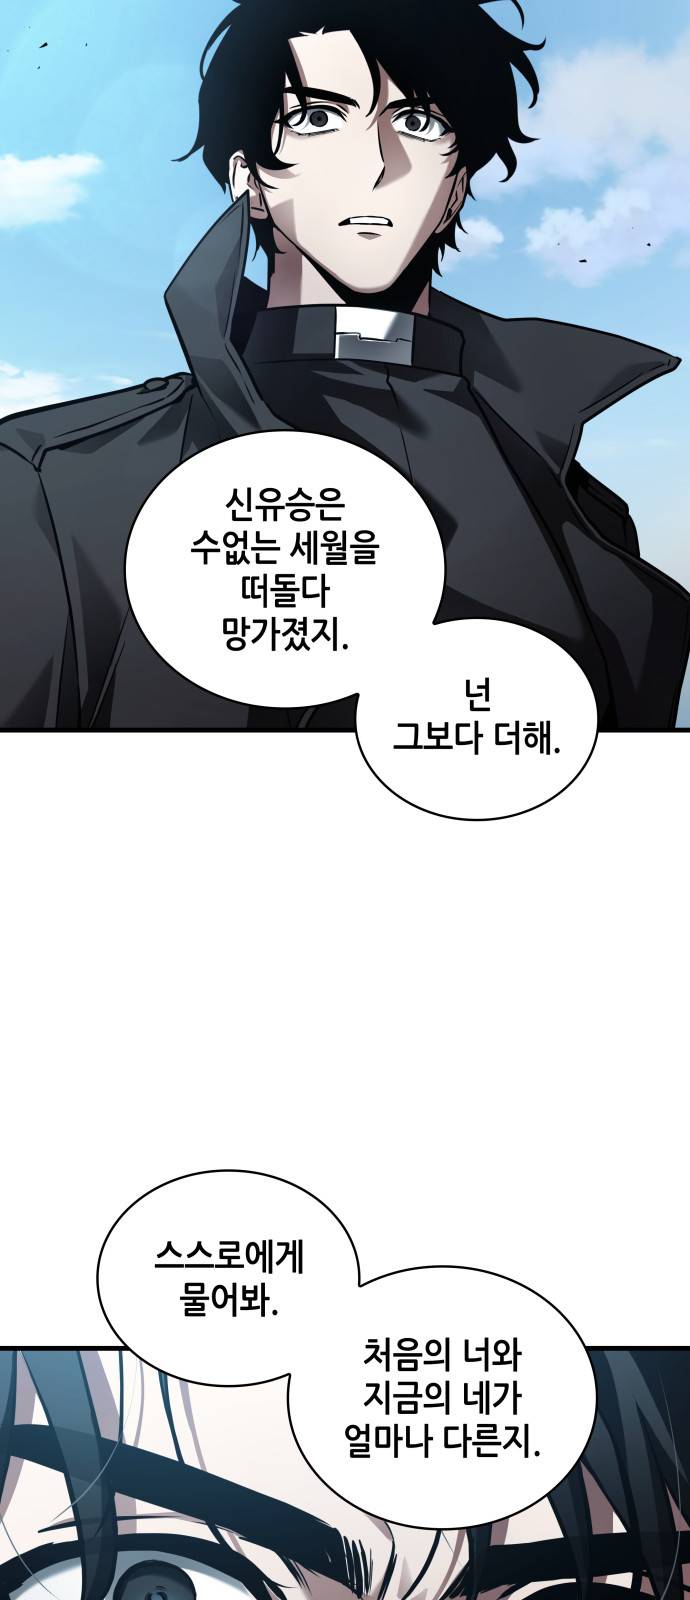 신유승은
수없는 세월을
떠돌다
망가졌지.
넌
그보다 더해.
스스로에게
물어봐.
처음의 너와
지금의 네가
얼마나 다른지.